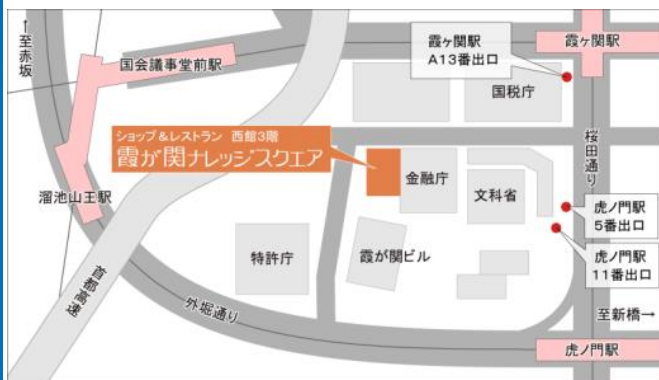 ↑至赤坂
国会議事堂前駅
霞ヶ関駅
A13番出口
霞ヶ関駅
国税庁
ショップ&レストラン 西館3階
霞が関ナレッジスクエア
桜田通り
金融庁
文科省
溜池山王駅
虎ノ門駅
5番出口
虎ノ門駅
11番出口
特許庁
霞が関ビル
首都高速
外堀通り
至新橋→
虎ノ門駅